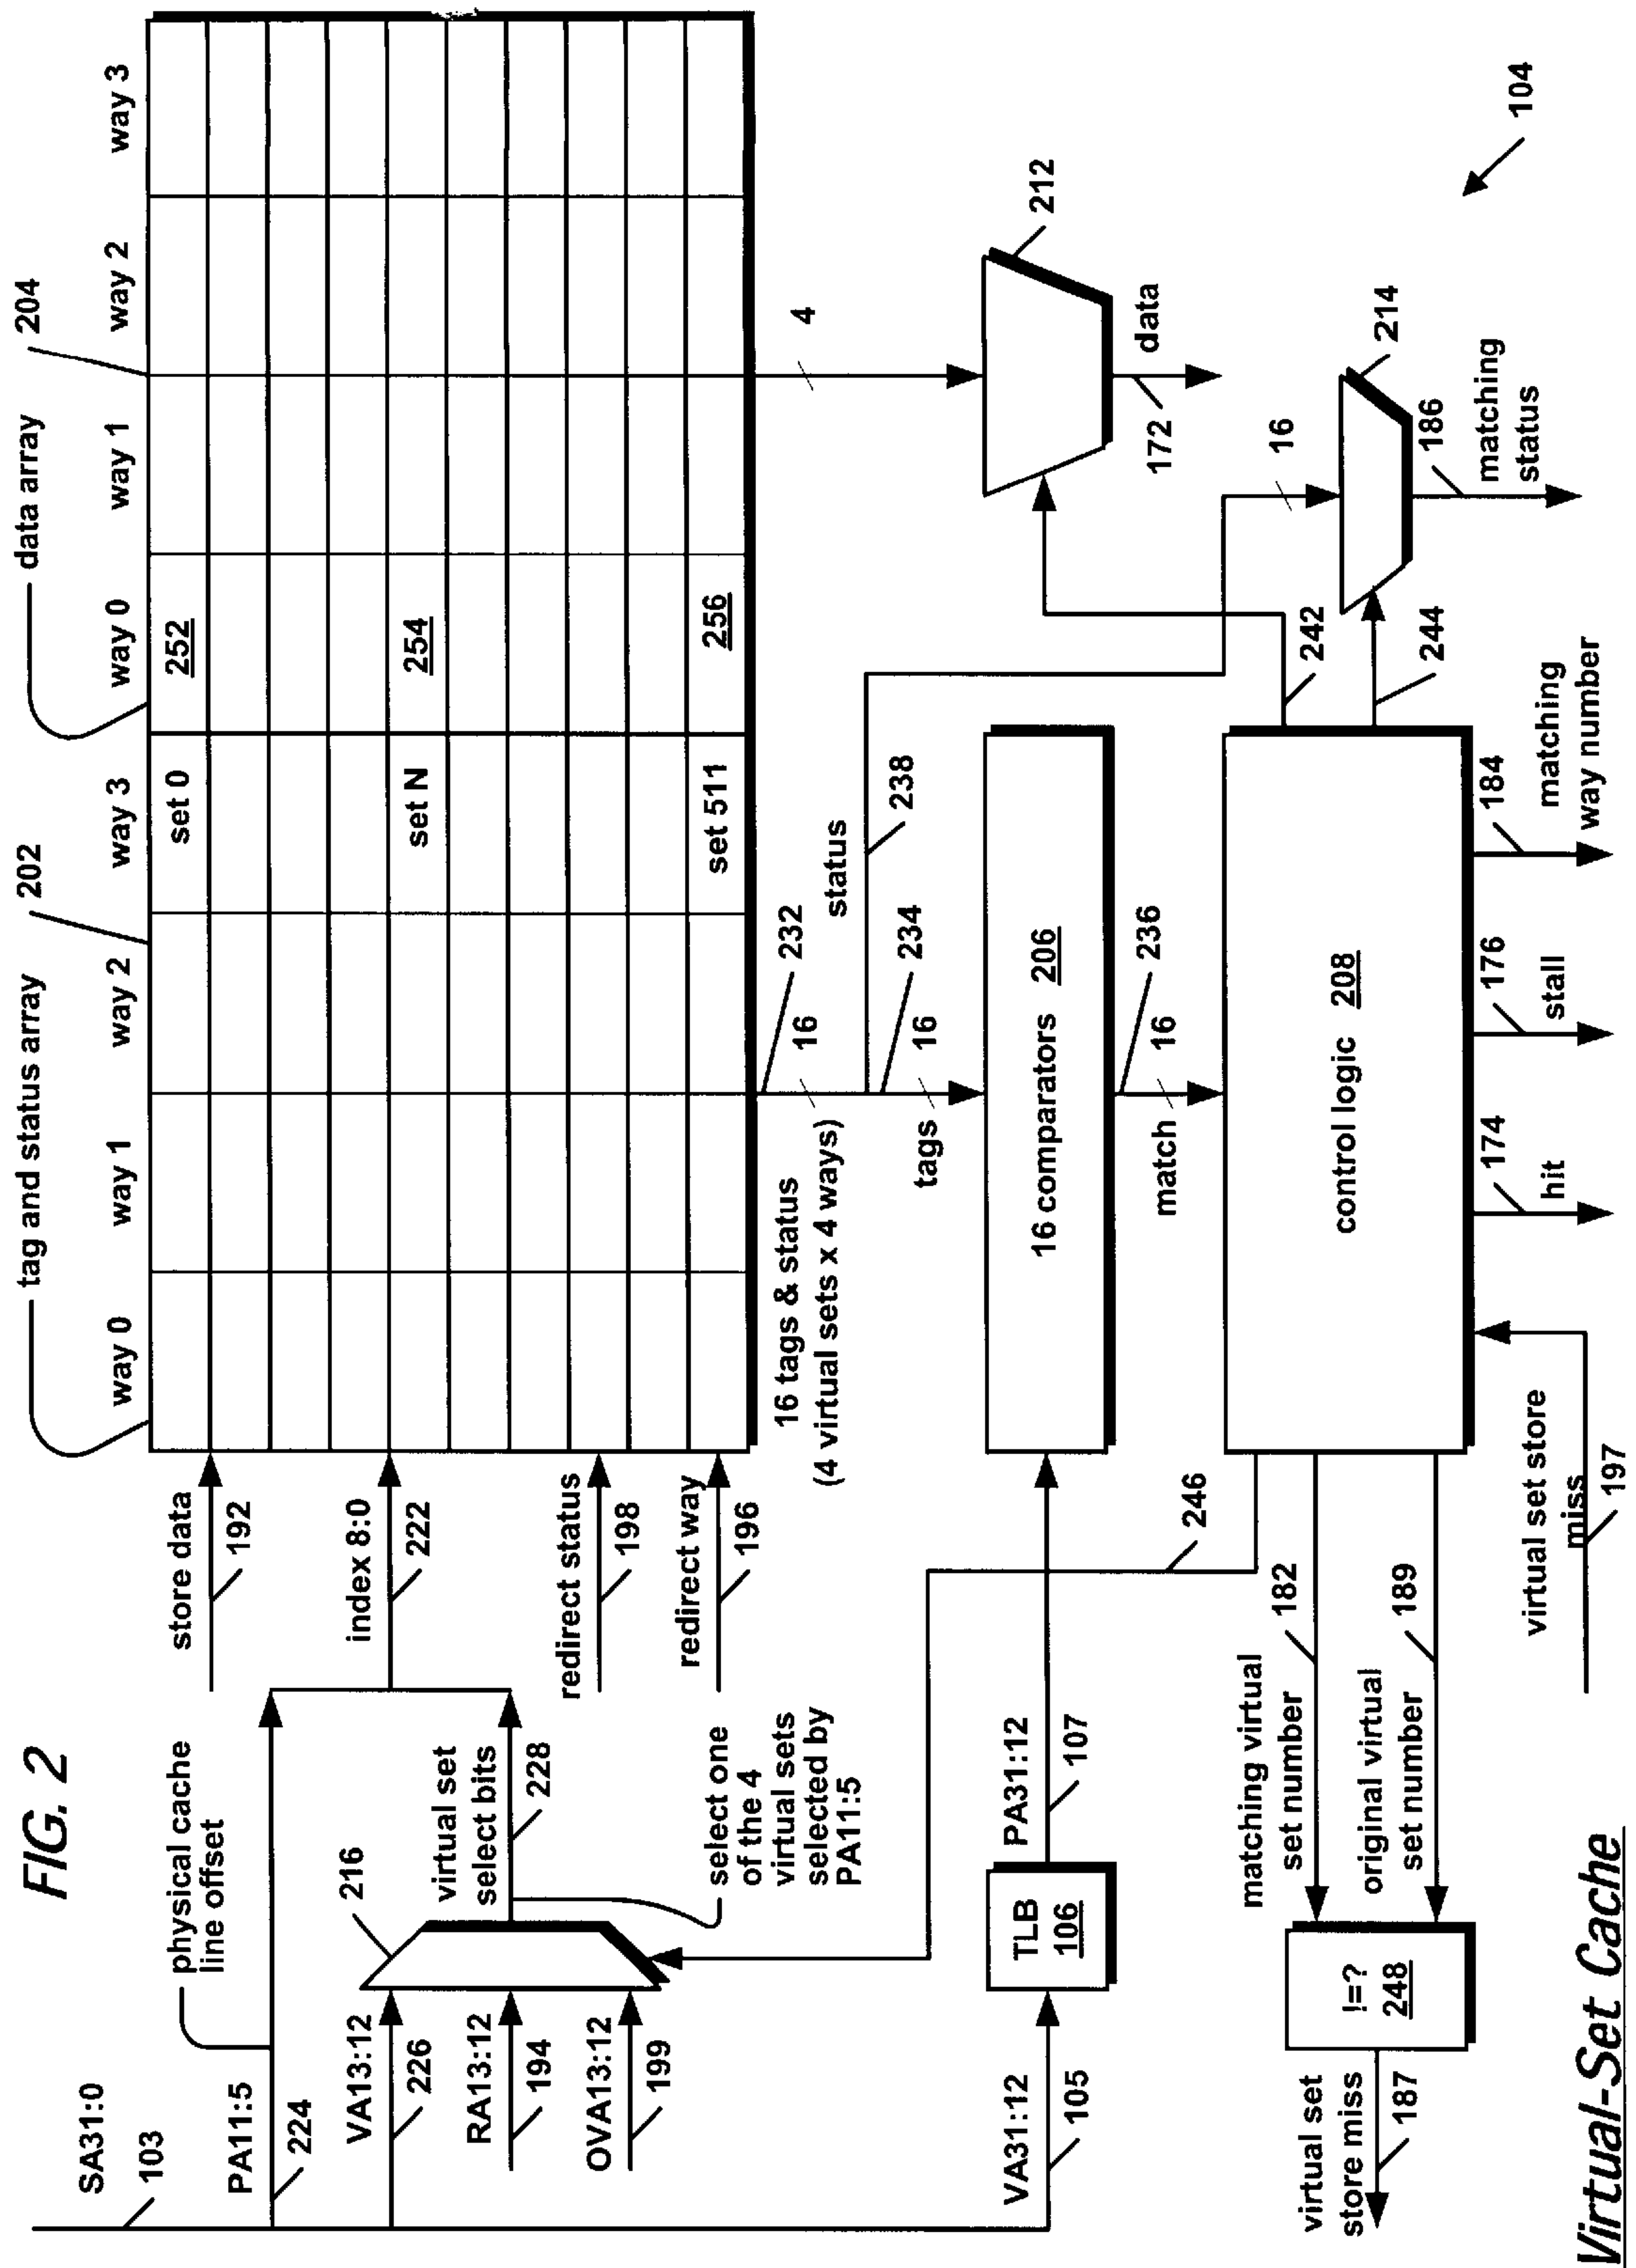 FIG. 2
SA31:0
103
physical cache
line offset
PA11:5
224
VA13:12
226
RA13:12
194
OVA13:12
199
216
virtual set
select bits
228
select one
of the 4
virtual sets
selected by
PA11:5
store data
192
index 8:0
222
redirect status
198
redirect way
196
tag and status array
202
data array
204
way 0
way 1
way 2
way 3
way 0
way 1
way 2
way 3
set 0
252
set N
254
set 511
256
232
16
16 tags & status
(4 virtual sets x 4 ways)
status
238
234
16
tags
4
212
data
172
VA31:12
105
TLB
106
PA31:12
107
16 comparators 206
236
16
match
246
control logic 208
242
244
16
214
186
matching
status
matching virtual
set number
182
original virtual
set number
189
!=?
248
virtual set
store miss
187
virtual set store
miss
197
174
hit
176
stall
184
matching
way number
104
Virtual-Set Cache